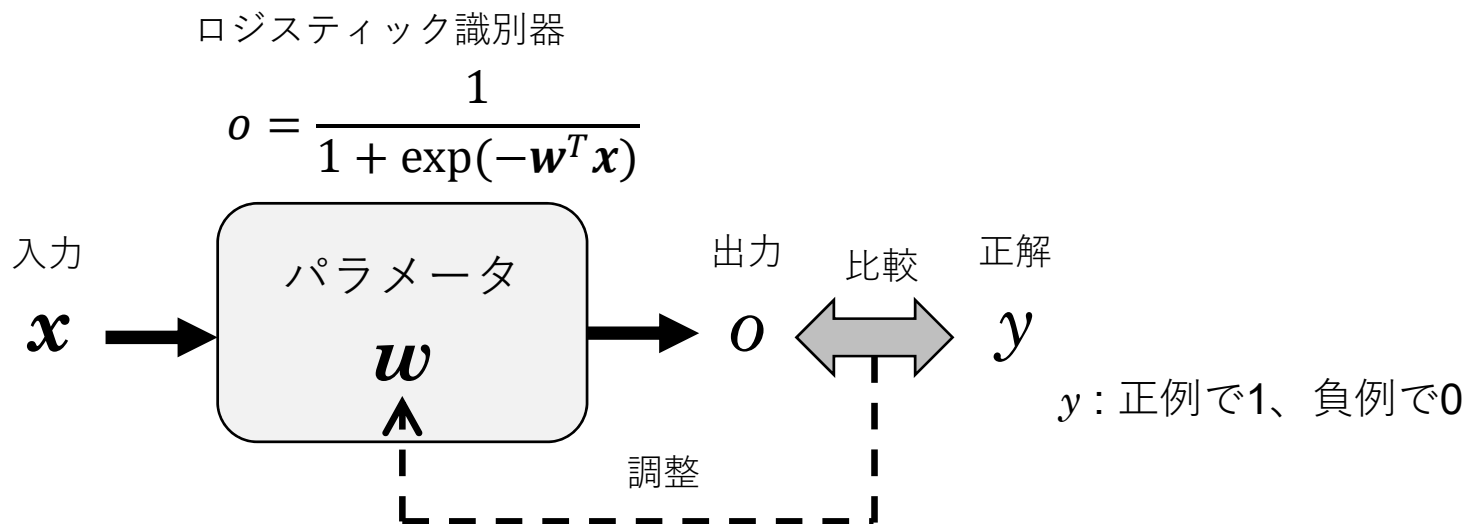 ロジスティック識別器
o = \frac{1}{1 + \exp(-w^T x)}
入力
x
パラメータ
w
出力
o
比較
正解
y
y : 正例で1、負例で0
調整